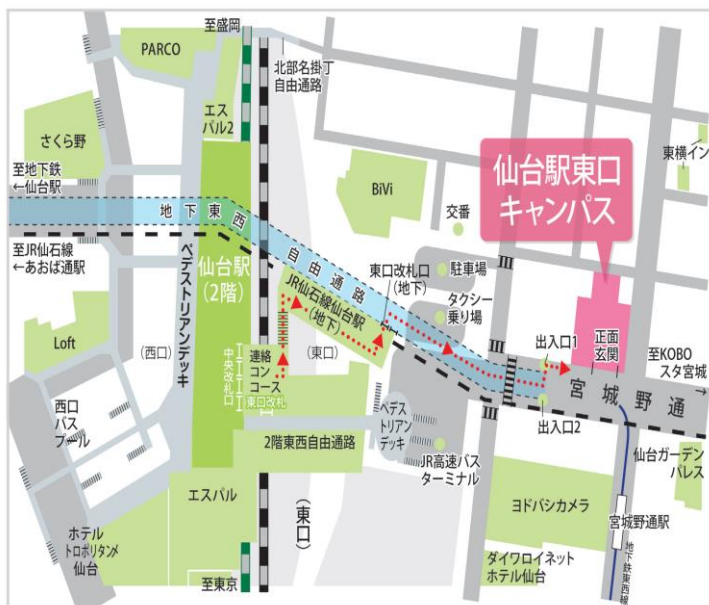 至盛岡
PARCO
北部名掛丁
自由通路
エス
パル2
さくら野
至地下鉄
←仙台駅
BiVi
東横イン
仙台駅東口
キャンパス
交番
地下東西
自由通路
至JR仙石線
←あおば通駅
ペデストリアンデッキ
仙台駅
(2階)
JR仙石線仙台駅
(地下)
東口改札口
(地下)
駐車場
タクシー
乗り場
Loft
(西口)
中央改札口
連絡
コン
コース
東口改札
(東口)
出入口1
正面
玄関
至KOBO
スタ宮城
→
宮城野通
西口
バス
プール
ペデス
トリアン
デッキ
出入口2
2階東西自由通路
JR高速バス
ターミナル
仙台ガーデン
パレス
エスパル
(東口)
ヨドバシカメラ
宮城野通駅
ホテル
トロポリタンメ
仙台
ダイワロイネット
ホテル仙台
地下鉄東西線
至東京